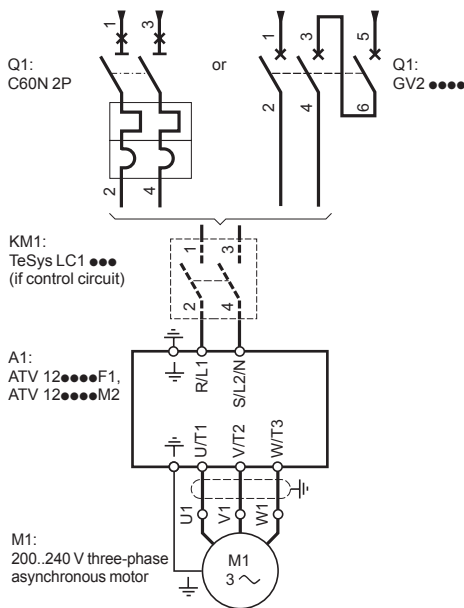 1
3
1
3
5
Q1:
C60N 2P
or
Q1:
GV2 ●●●●
2
4
2
4
6
KM1:
TeSys LC1 ●●●
(if control circuit)
1
3
2
4
A1:
ATV 12●●●●F1,
ATV 12●●●●M2
R/L1
S/L2/N
U/T1
V/T2
W/T3
U1
V1
W1
M1:
200..240 V three-phase
asynchronous motor
M1
3 ~